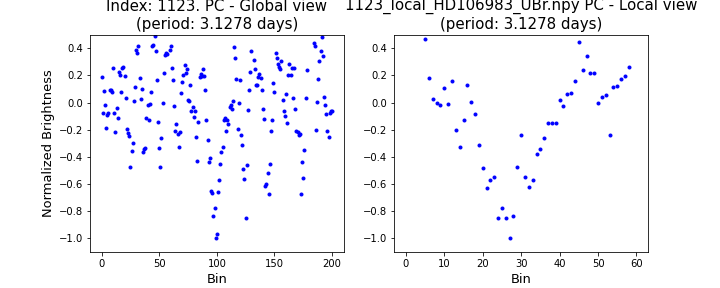 Index: 1123. PC - Global view
(period: 3.1278 days)
1123_local_HD106983_UBr.npy PC - Local view
(period: 3.1278 days)
Normalized Brightness
0.4
0.2
0.0
−0.2
−0.4
−0.6
−0.8
−1.0
0 50 100 150 200
Bin
0.4
0.2
0.0
−0.2
−0.4
−0.6
−0.8
−1.0
0 10 20 30 40 50 60
Bin